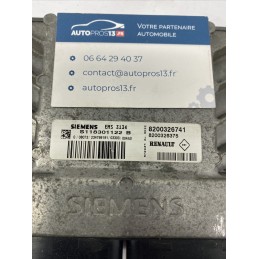 AUTOPROS13.FR
VOTRE PARTENAIRE
AUTOMOBILE
06 64 29 40 37
contact@autopros13.fr
autopros13.fr
SIEMENS EMS 3134
S118301122 B
8200326741
8200326375
RENAULT
SIEMENS